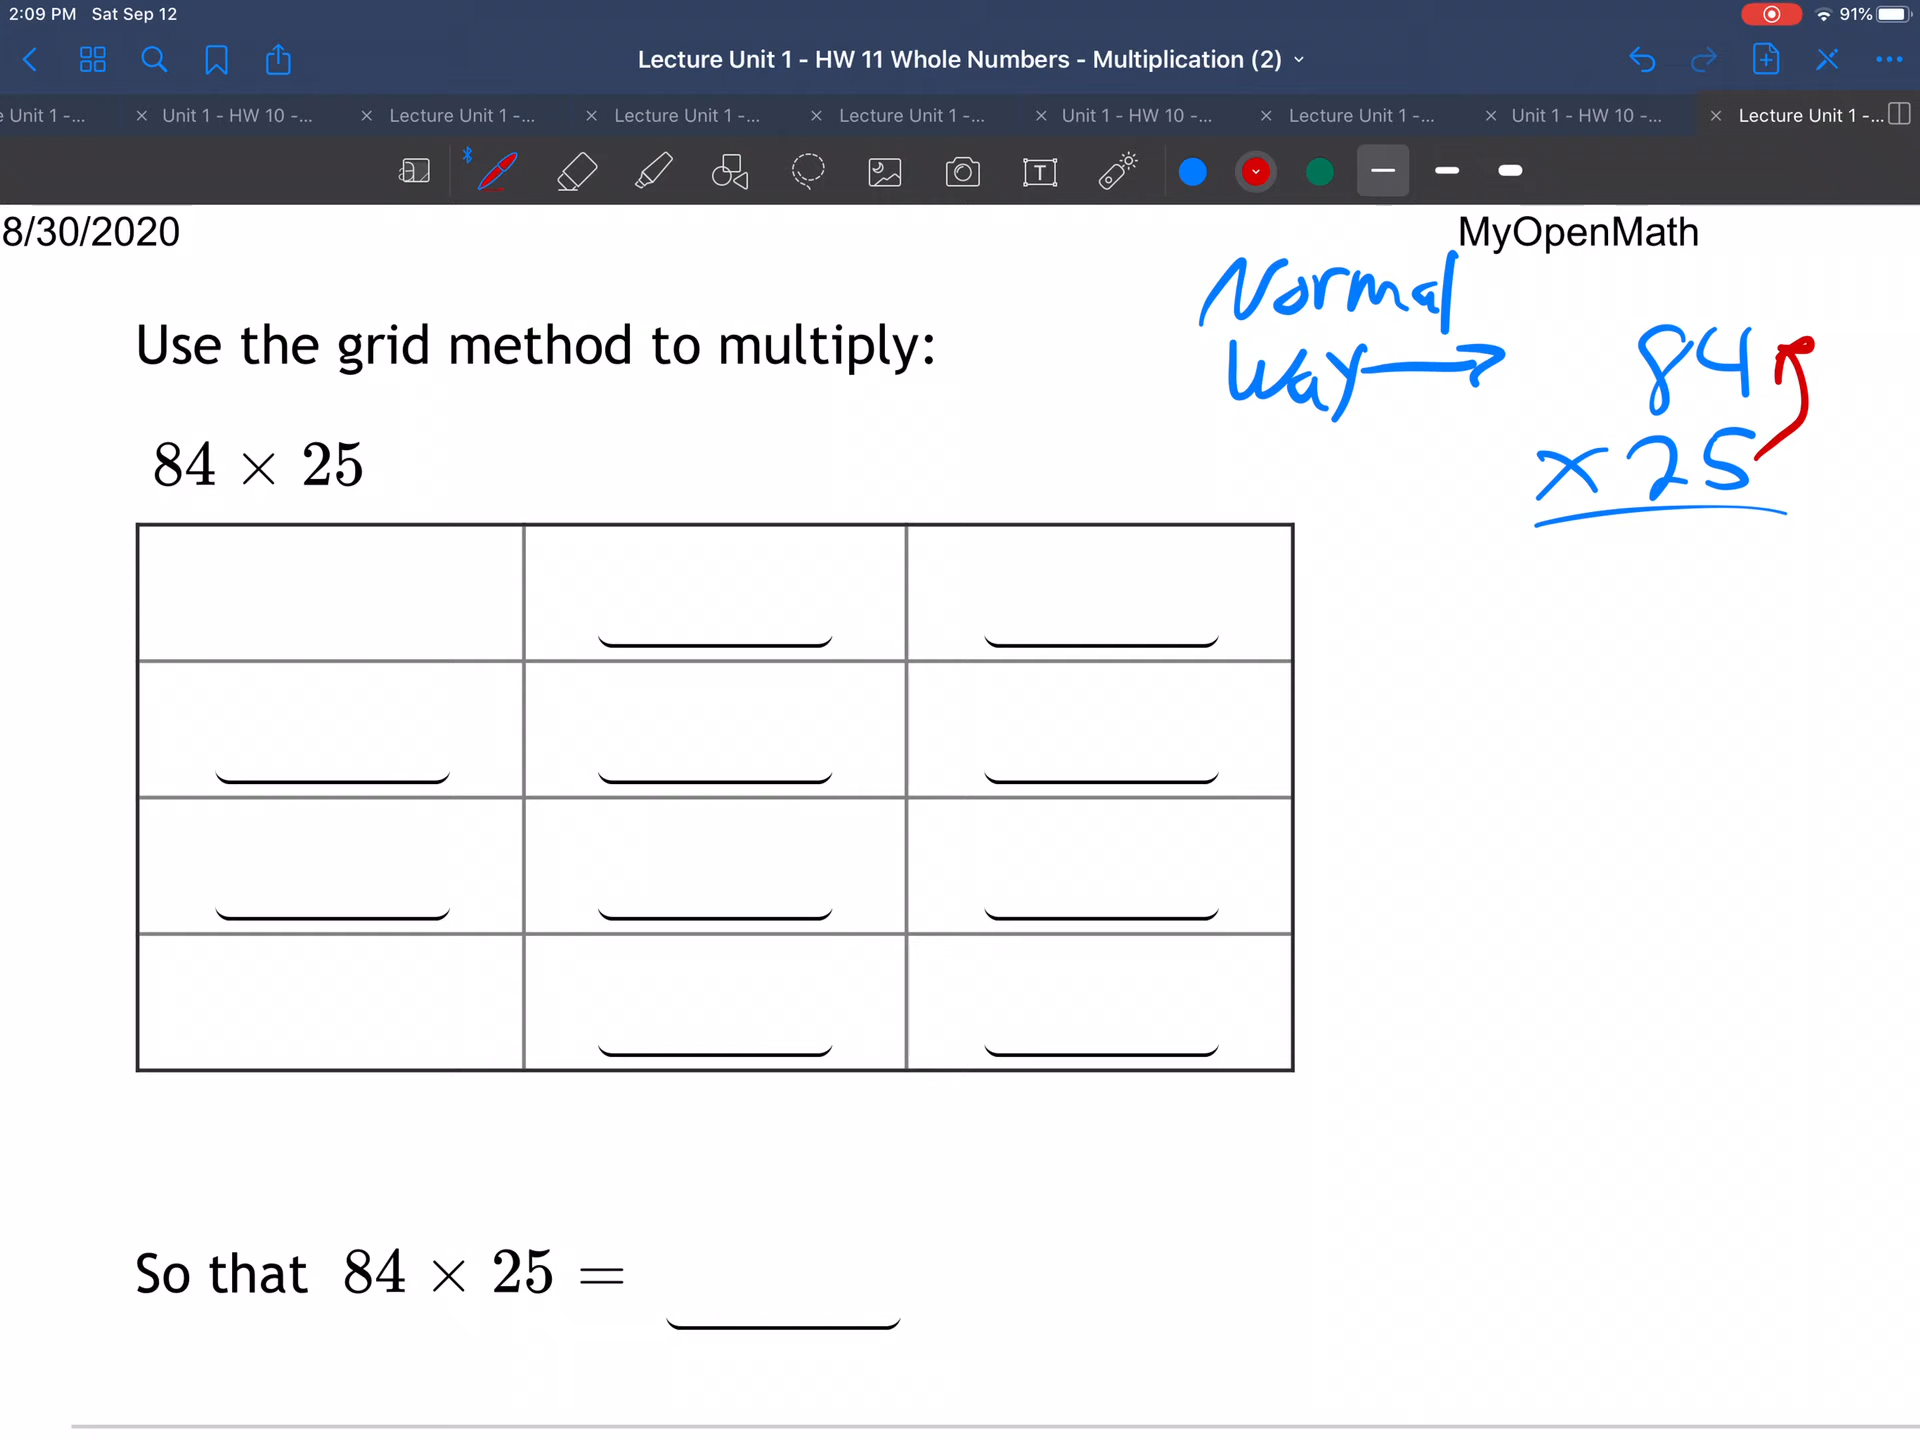 2:09 PM Sat Sep 12
91%
Lecture Unit 1 - HW 11 Whole Numbers - Multiplication (2)
e Unit 1 -... × Unit 1 - HW 10 -... × Lecture Unit 1 -... × Lecture Unit 1 -... × Lecture Unit 1 -... × Unit 1 - HW 10 -... × Lecture Unit 1 -... × Unit 1 - HW 10 -... × Lecture Unit 1 -...
T
8/30/2020
MyOpenMath
Normal
Way
84
× 25
Use the grid method to multiply:
84 × 25
So that 84 × 25 =